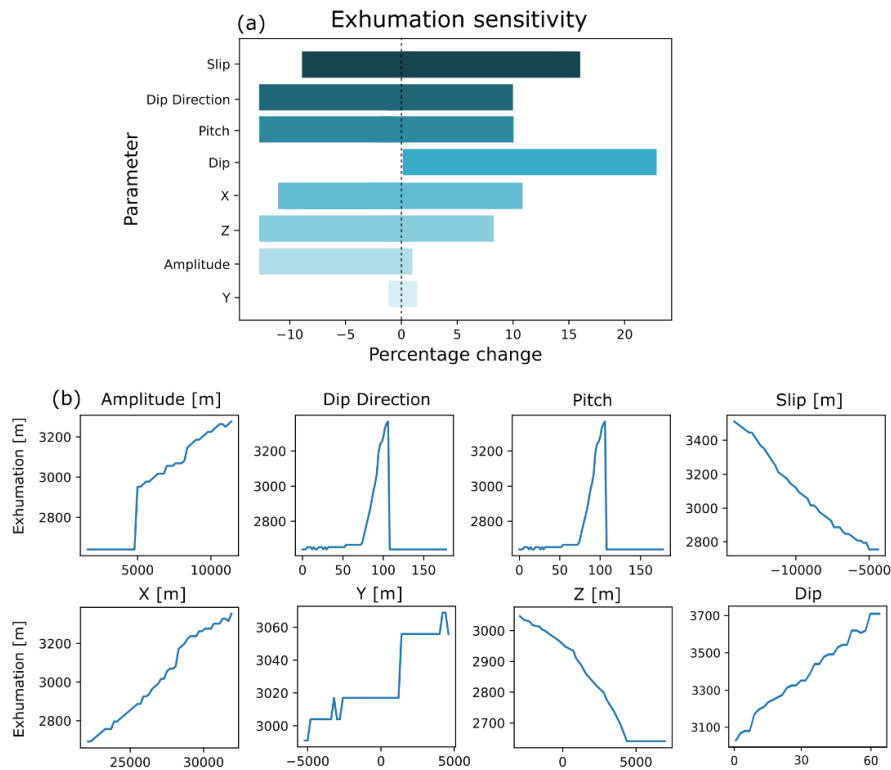 (a) Exhumation sensitivity
Parameter
Slip
Dip Direction
Pitch
Dip
X
Z
Amplitude
Y
−10 −5 0 5 10 15 20
Percentage change
(b) Amplitude [m] Dip Direction Pitch Slip [m]
Exhumation [m]
3200
3000
2800
5000 10000
3200
3000
2800
0 50 100 150
3200
3000
2800
0 50 100 150
3400
3200
3000
2800
−10000 −5000
X [m] Y [m] Z [m] Dip
Exhumation [m]
3200
3000
2800
25000 30000
3060
3040
3020
3000
−5000 0 5000
3000
2900
2800
2700
0 5000
3700
3500
3300
3100
0 20 40 60